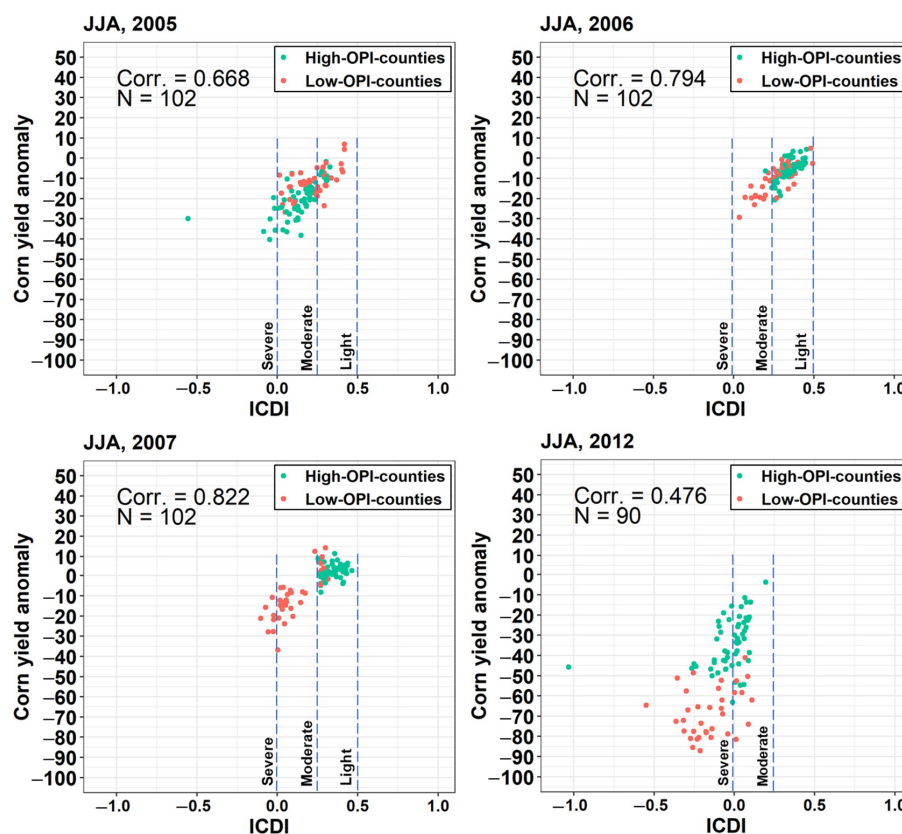 JJA, 2005
High-OPI-counties
Low-OPI-counties
Corr. = 0.668
N = 102
Corn yield anomaly
50
40
30
20
10
0
−10
−20
−30
−40
−50
−60
−70
−80
−90
−100
Severe
Moderate
Light
−1.0
−0.5
0.0
0.5
1.0
ICDI
JJA, 2006
High-OPI-counties
Low-OPI-counties
Corr. = 0.794
N = 102
Corn yield anomaly
50
40
30
20
10
0
−10
−20
−30
−40
−50
−60
−70
−80
−90
−100
Severe
Moderate
Light
−1.0
−0.5
0.0
0.5
1.0
ICDI
JJA, 2007
High-OPI-counties
Low-OPI-counties
Corr. = 0.822
N = 102
Corn yield anomaly
50
40
30
20
10
0
−10
−20
−30
−40
−50
−60
−70
−80
−90
−100
Severe
Moderate
Light
−1.0
−0.5
0.0
0.5
1.0
ICDI
JJA, 2012
High-OPI-counties
Low-OPI-counties
Corr. = 0.476
N = 90
Corn yield anomaly
50
40
30
20
10
0
−10
−20
−30
−40
−50
−60
−70
−80
−90
−100
Severe
Moderate
−1.0
−0.5
0.0
0.5
1.0
ICDI